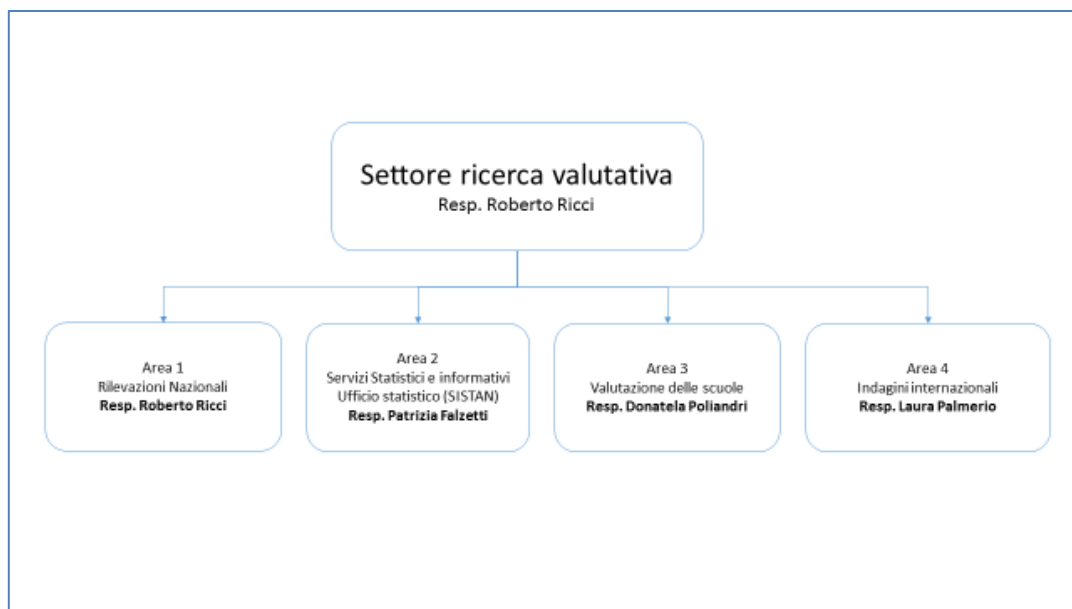 Settore ricerca valutativa
Resp. Roberto Ricci
Area 1
Rilevazioni Nazionali
Resp. Roberto Ricci
Area 2
Servizi Statistici e informativi
Ufficio statistico (SISTAN)
Resp. Patrizia Falzetti
Area 3
Valutazione delle scuole
Resp. Donatela Poliandri
Area 4
Indagini internazionali
Resp. Laura Palmerio